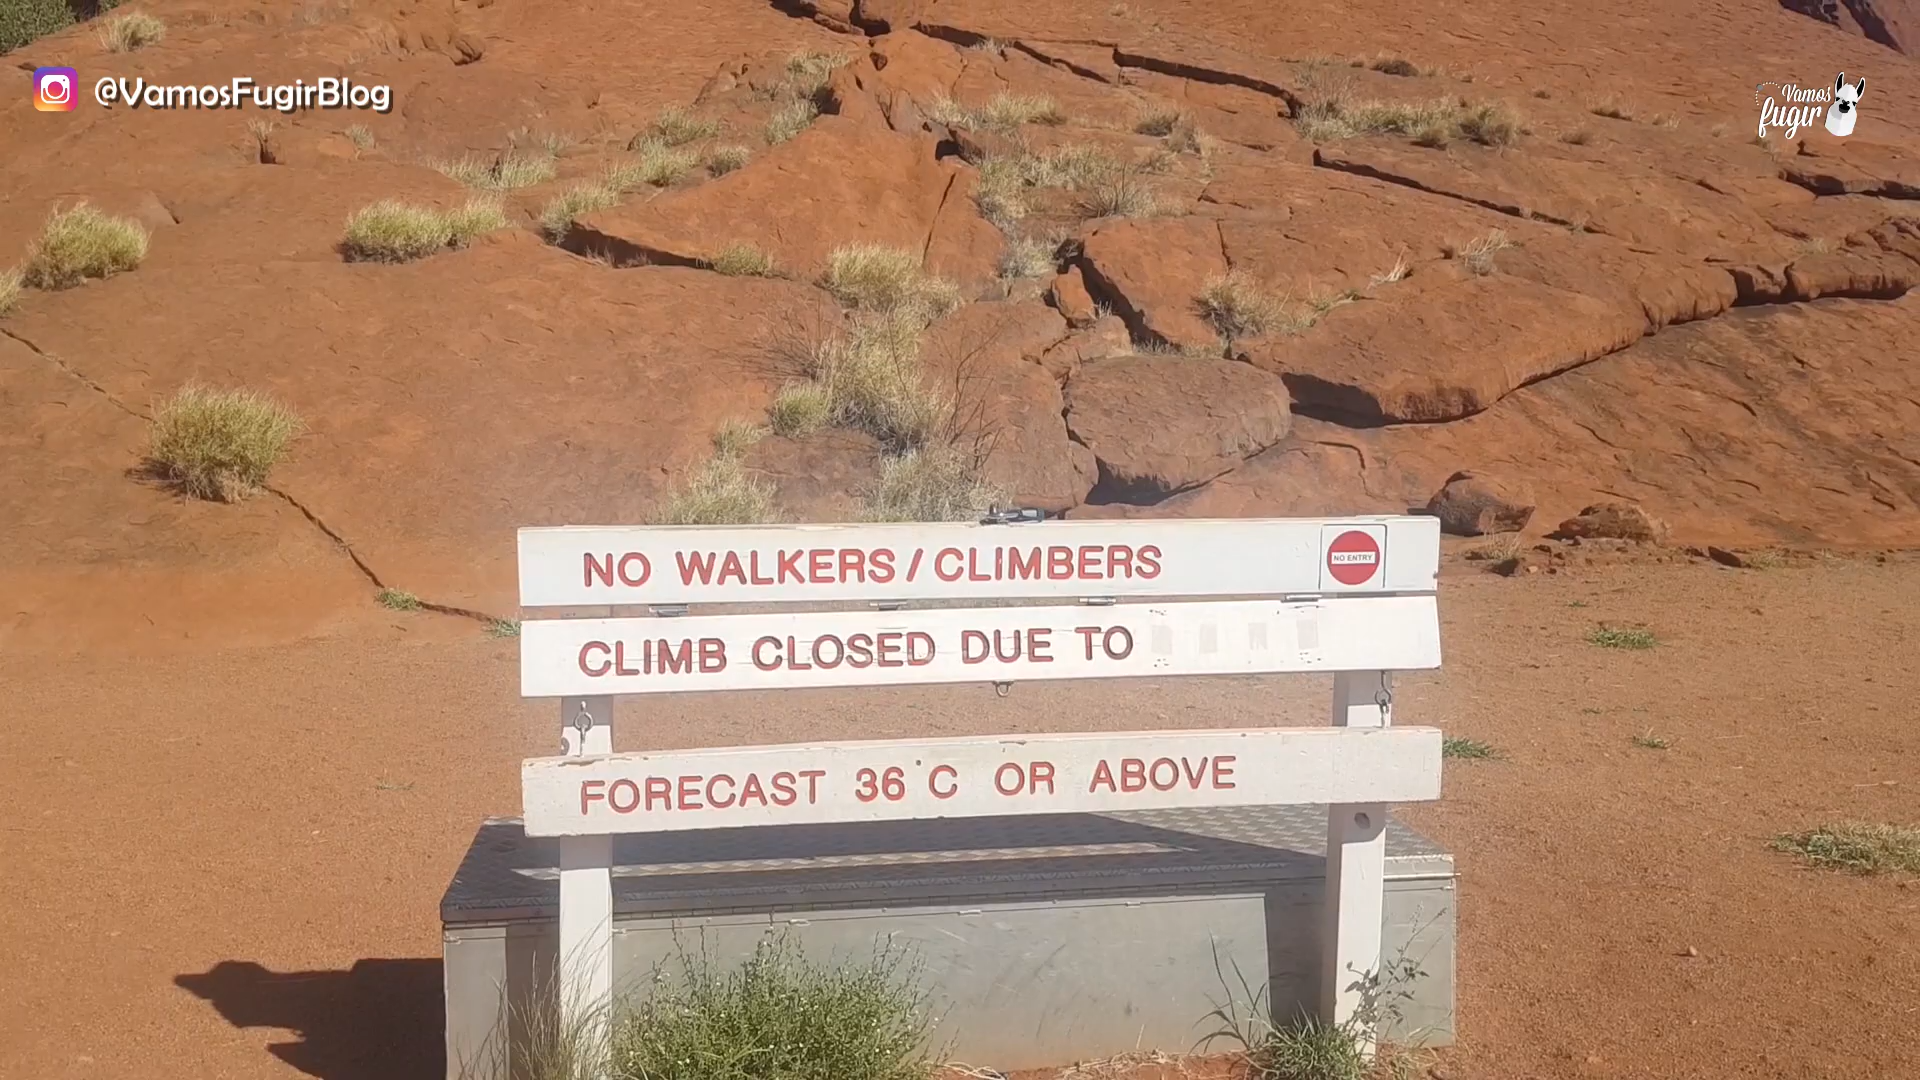 @VamosFugirBlog
Vamos
fugir
NO WALKERS / CLIMBERS
NO ENTRY
CLIMB CLOSED DUE TO
FORECAST 36°C OR ABOVE